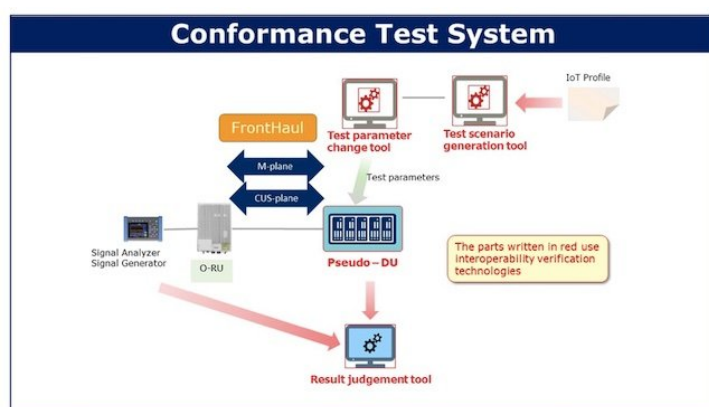 Conformance Test System
IoT Profile
FrontHaul
Test parameter
change tool
Test scenario
generation tool
M-plane
Test parameters
CUS-plane
Signal Analyzer
Signal Generator
O-RU
Pseudo－DU
The parts written in red use
interoperability verification
technologies
Result judgement tool